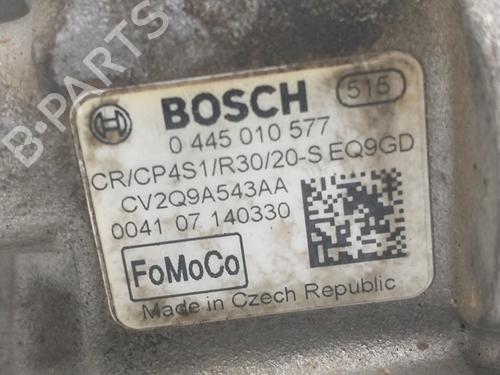 B-PARTS
BOSCH 515
0 445 010 577
CR/CP4S1/R30/20-S EQ9GD
CV2Q9A543AA
0041 07 140330
FoMoCo
Made in Czech Republic